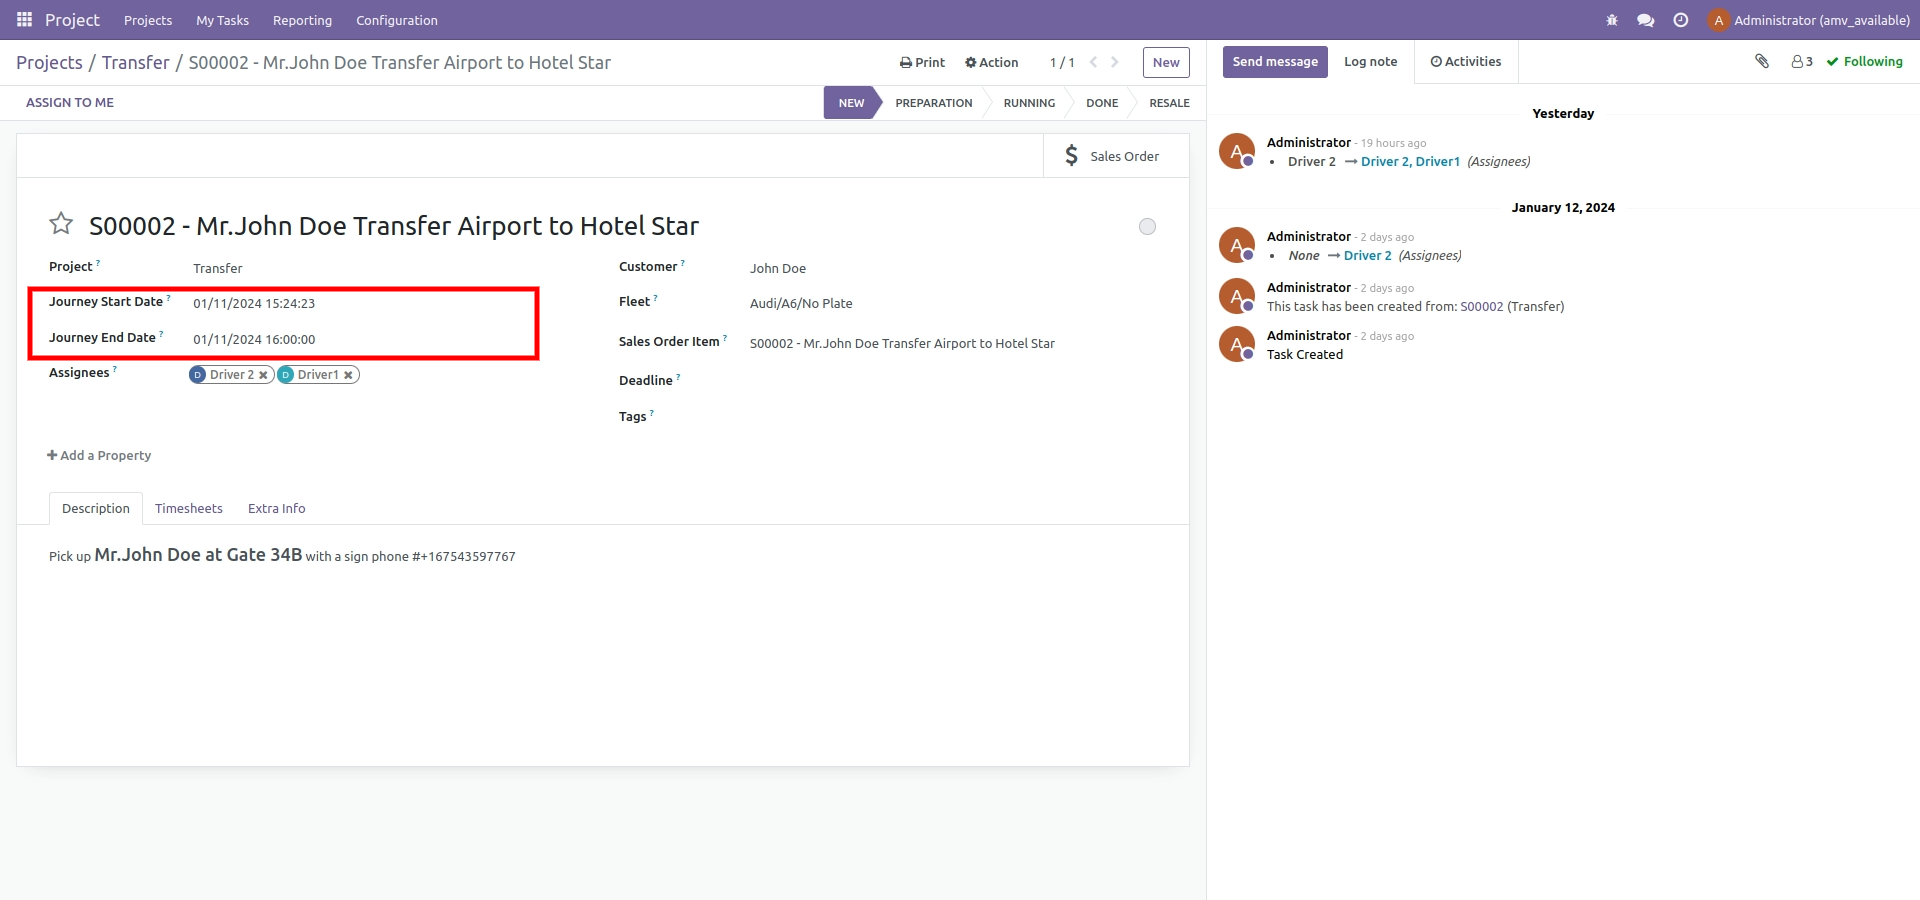 Project Projects My Tasks Reporting Configuration A Administrator (amv_available)
Projects / Transfer / S00002 - Mr.John Doe Transfer Airport to Hotel Star Print Action 1 / 1 New
Send message Log note Activities 3 Following
ASSIGN TO ME NEW PREPARATION RUNNING DONE RESALE
$ Sales Order
S00002 - Mr.John Doe Transfer Airport to Hotel Star
Project ? Transfer
Customer ? John Doe
Journey Start Date ? 01/11/2024 15:24:23
Fleet ? Audi/A6/No Plate
Journey End Date ? 01/11/2024 16:00:00
Sales Order Item ? S00002 - Mr.John Doe Transfer Airport to Hotel Star
Assignees ? D Driver 2 D Driver1
Deadline ?
Tags ?
Add a Property
Description Timesheets Extra Info
Pick up Mr.John Doe at Gate 34B with a sign phone #+167543597767
Yesterday
A Administrator - 19 hours ago
• Driver 2 → Driver 2, Driver1 (Assignees)
January 12, 2024
A Administrator - 2 days ago
• None → Driver 2 (Assignees)
A Administrator - 2 days ago
This task has been created from: S00002 (Transfer)
A Administrator - 2 days ago
Task Created